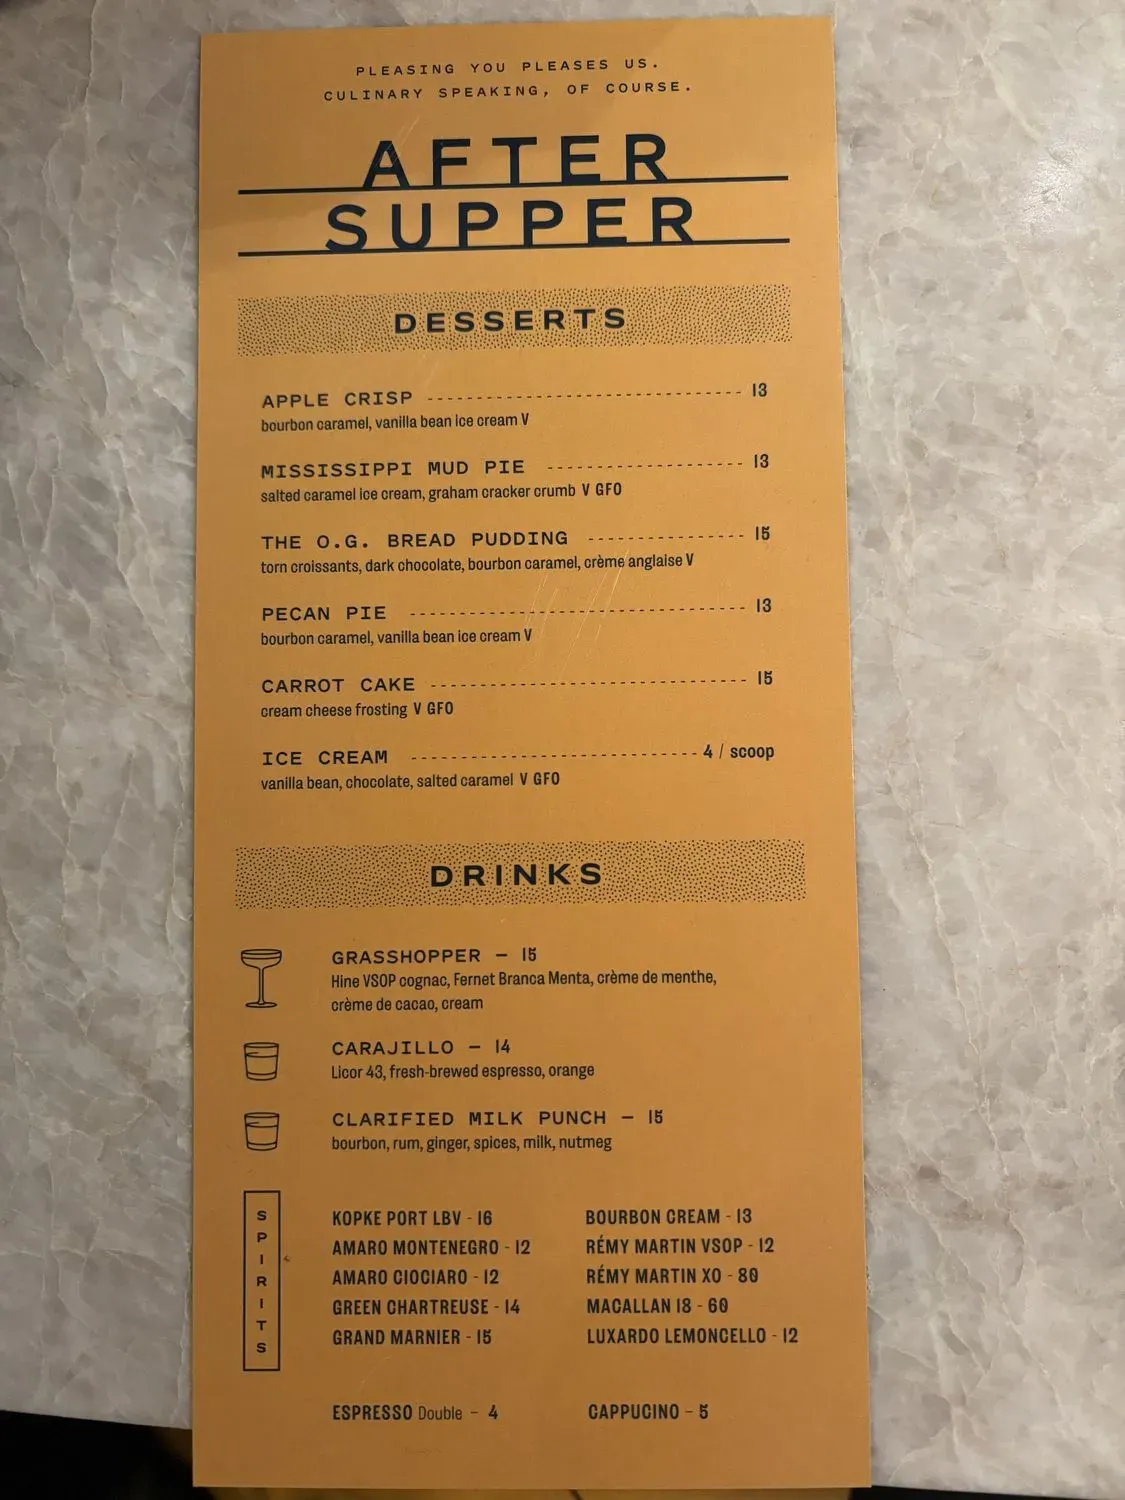 PLEASING YOU PLEASES US.
CULINARY SPEAKING, OF COURSE.
AFTER
SUPPER
DESSERTS
APPLE CRISP 13
bourbon caramel, vanilla bean ice cream V
MISSISSIPPI MUD PIE 13
salted caramel ice cream, graham cracker crumb V GFO
THE O.G. BREAD PUDDING 15
torn croissants, dark chocolate, bourbon caramel, crème anglaise V
PECAN PIE 13
bourbon caramel, vanilla bean ice cream V
CARROT CAKE 15
cream cheese frosting V GFO
ICE CREAM 4 / scoop
vanilla bean, chocolate, salted caramel V GFO
DRINKS
GRASSHOPPER – 15
Hine VSOP cognac, Fernet Branca Menta, crème de menthe,
crème de cacao, cream
CARAJILLO – 14
Licor 43, fresh-brewed espresso, orange
CLARIFIED MILK PUNCH – 15
bourbon, rum, ginger, spices, milk, nutmeg
SPIRITS
KOPKE PORT LBV - 16
AMARO MONTENEGRO - 12
AMARO CIOCIARO - 12
GREEN CHARTREUSE - 14
GRAND MARNIER - 15
BOURBON CREAM - 13
RÉMY MARTIN VSOP - 12
RÉMY MARTIN XO - 80
MACALLAN 18 - 60
LUXARDO LEMONCELLO - 12
ESPRESSO Double – 4
CAPPUCINO – 5